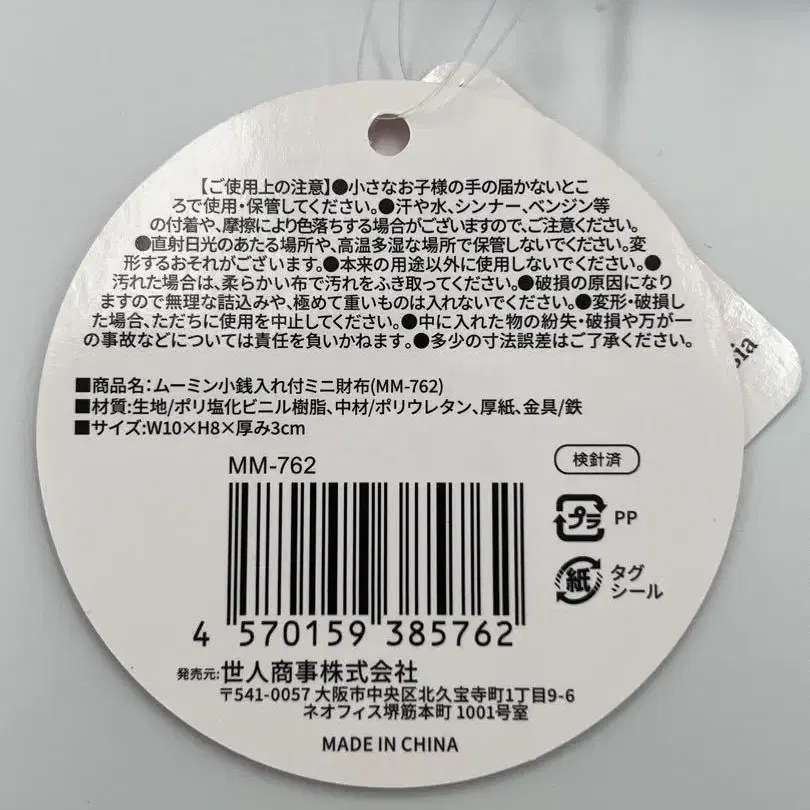 【ご使用上の注意】●小さなお子様の手の届かないとこ
ろで使用・保管してください。●汗や水、シンナー、ベンジン等
の付着や、摩擦により色落ちする場合がございますので、ご注意ください。
●直射日光のあたる場所や、高温多湿な場所で保管しないでください。変
形するおそれがございます。●本来の用途以外に使用しないでください。●
汚れた場合は、柔らかい布で汚れをふき取ってください。●破損の原因になり
ますので無理な詰込みや、極めて重いものは入れないでください。●変形・破損し
た場合、ただちに使用を中止してください。●中に入れた物の紛失・破損や万が一
の事故などについては責任を負いかねます。●多少の寸法誤差はご了承ください。
■商品名:ムーミン小銭入れ付ミニ財布(MM-762)
■材質:生地/ポリ塩化ビニル樹脂、中材/ポリウレタン、厚紙、金具/鉄
■サイズ:W10×H8×厚み3cm
MM-762
検針済
プラ PP
紙 タグ
シール
4 570159 385762
発売元:世人商事株式会社
〒541-0057 大阪市中央区北久宝寺町1丁目9-6
ネオフィス堺筋本町 1001号室
MADE IN CHINA